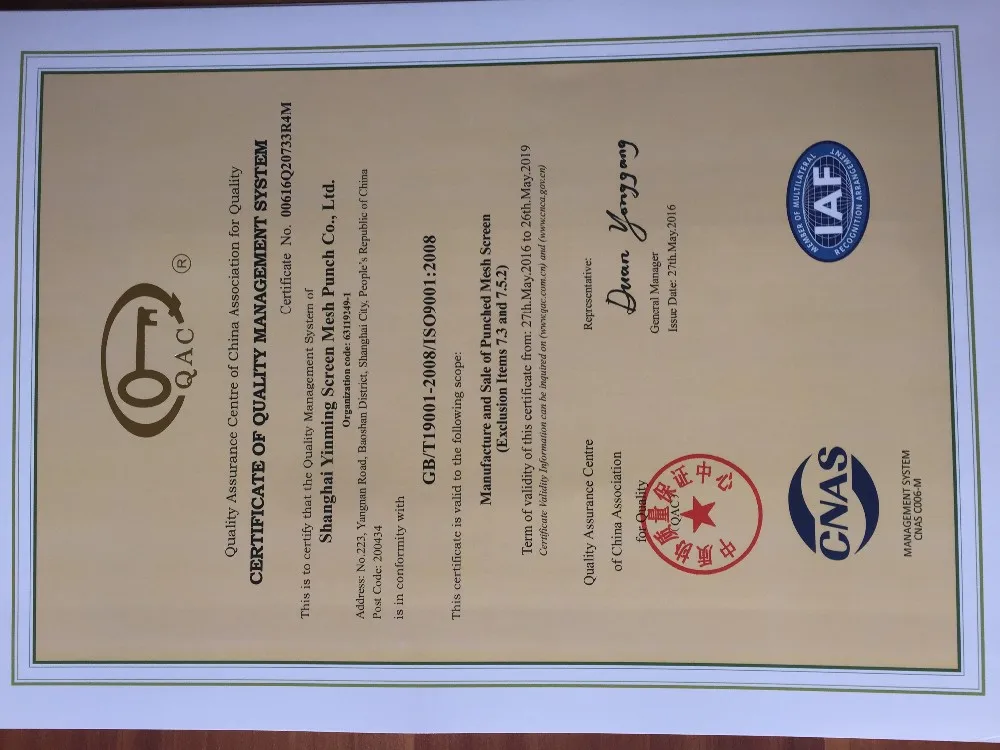 QAC
®
Quality Assurance Centre of China Association for Quality
CERTIFICATE OF QUALITY MANAGEMENT SYSTEM
Certificate No. 00616Q20733R4M
This is to certify that the Quality Management System of
Shanghai Yinming Screen Mesh Punch Co., Ltd.
Organization code: 63119249-1
Address: No.223, Yangnan Road, Baoshan District, Shanghai City, People's Republic of China
Post Code: 200434
is in conformity with
GB/T19001-2008/ISO9001:2008
This certificate is valid to the following scope:
Manufacture and Sale of Punched Mesh Screen
(Exclusion Items 7.3 and 7.5.2)
Term of validity of this certificate from: 27th.May.2016 to 26th.May.2019
Certificate Validity Information can be inquired on (www.qac.com.cn) and (www.cnca.gov.cn)
Quality Assurance Centre
of China Association
for Quality
(QAC)
中质协质量保证中心
Representative:
Duan Yonggang
General Manager
Issue Date: 27th.May.2016
CNAS
MANAGEMENT SYSTEM
CNAS C006-M
MEMBER OF MULTILATERAL
IAF
RECOGNITION ARRANGEMENT